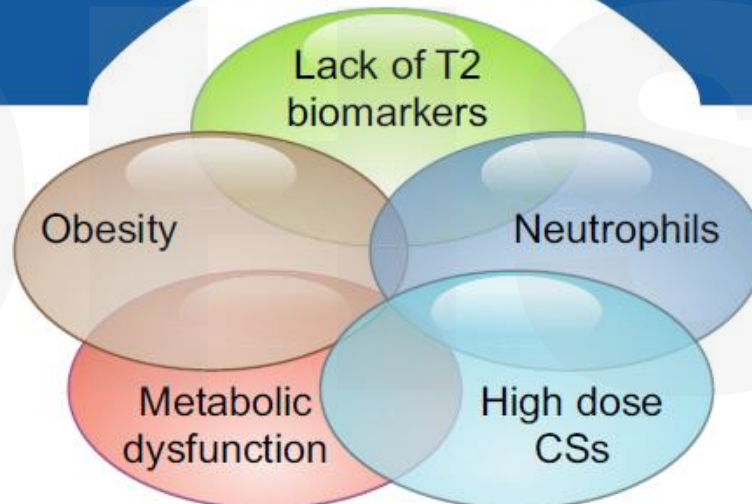 Lack of T2
biomarkers
Obesity
Neutrophils
Metabolic
dysfunction
High dose
CSs